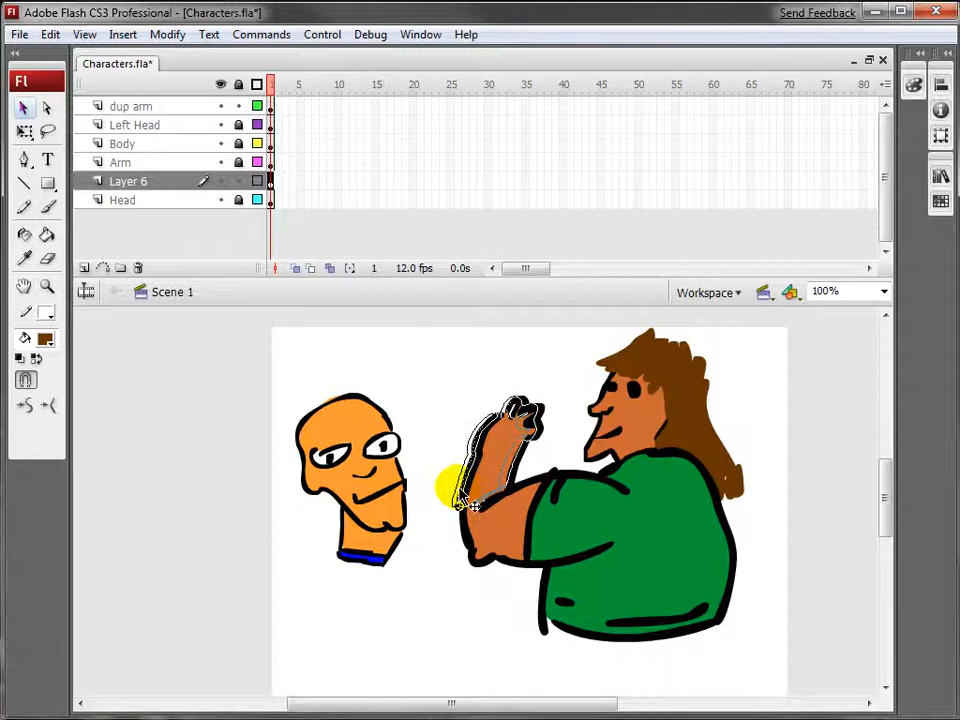 Adobe Flash CS3 Professional - [Characters.fla*]
Send Feedback
File Edit View Insert Modify Text Commands Control Debug Window Help
Fl
Characters.fla*
1 5 10 15 20 25 30 35 40 45 50 55 60 65 70 75 80
dup arm
Left Head
Body
Arm
Layer 6
Head
1 12.0 fps 0.0s
Scene 1
Workspace
100%